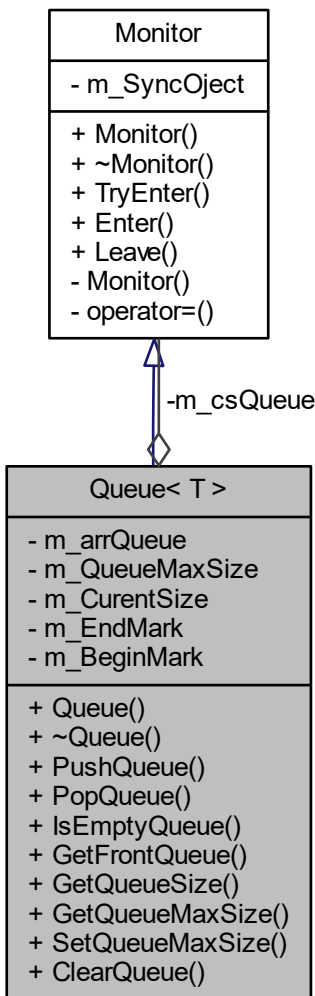 Monitor
- m_SyncOject
+ Monitor()
+ ~Monitor()
+ TryEnter()
+ Enter()
+ Leave()
- Monitor()
- operator=()
-m_csQueue
Queue< T >
- m_arrQueue
- m_QueueMaxSize
- m_CurentSize
- m_EndMark
- m_BeginMark
+ Queue()
+ ~Queue()
+ PushQueue()
+ PopQueue()
+ IsEmptyQueue()
+ GetFrontQueue()
+ GetQueueSize()
+ GetQueueMaxSize()
+ SetQueueMaxSize()
+ ClearQueue()